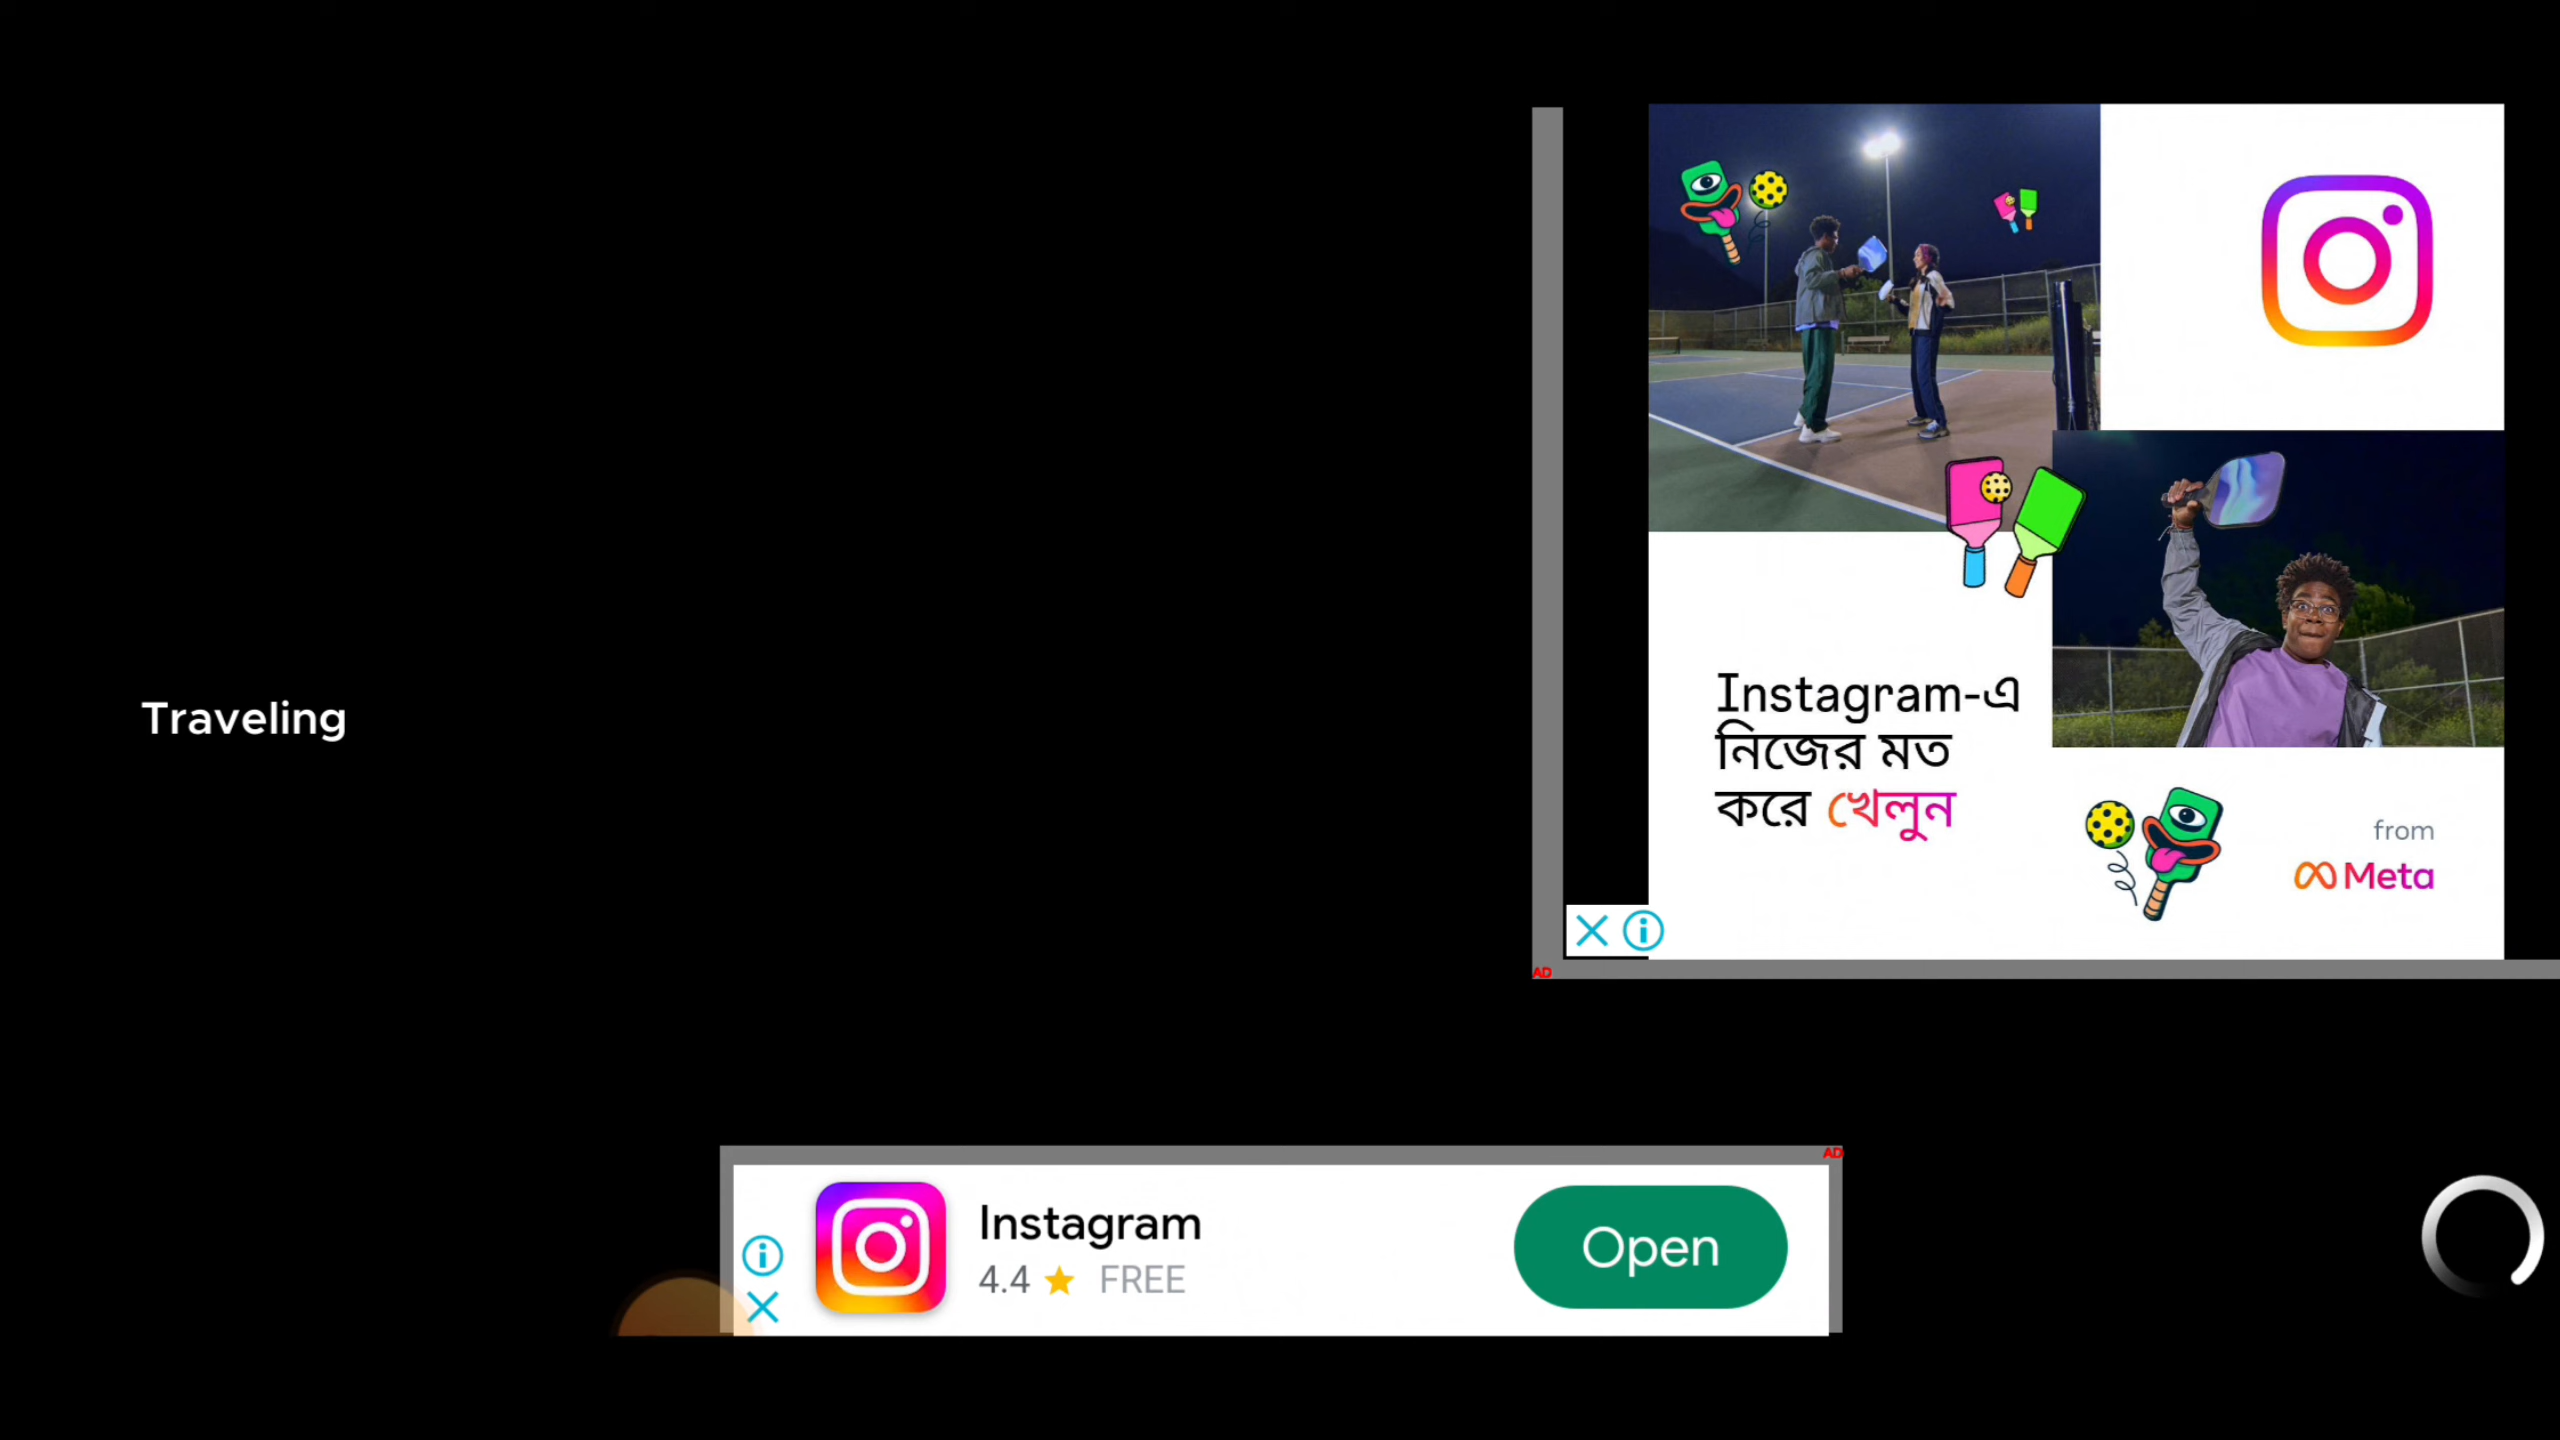 Traveling
Instagram-এ
নিজের মত
করে খেলুন
from
Meta
AD
AD
Instagram
4.4 ★ FREE
Open